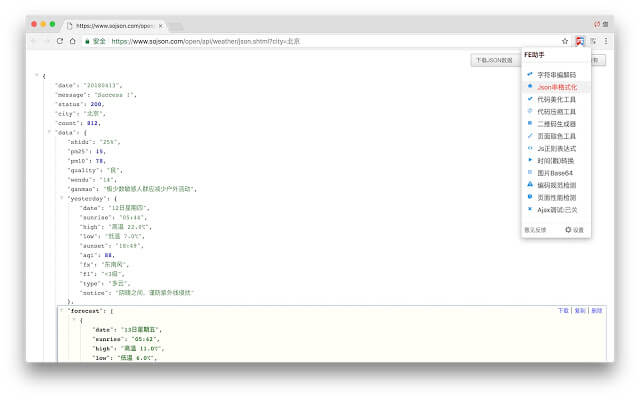 https://www.sojson.com/open/
安全 https://www.sojson.com/open/api/weather/json.shtml?city=北京
下载JSON数据
FE助手
字符串编解码
Json串格式化
代码美化工具
代码压缩工具
二维码生成器
页面取色工具
Js正则表达式
时间(戳)转换
图片Base64
编码规范检测
页面性能检测
Ajax调试:已关
意见反馈 设置
{
"date": "20180413",
"message": "Success !",
"status": 200,
"city": "北京",
"count": 812,
"data": {
"shidu": "25%",
"pm25": 15,
"pm10": 78,
"quality": "良",
"wendu": "14",
"ganmao": "极少数敏感人群应减少户外活动",
"yesterday": {
"date": "12日星期四",
"sunrise": "05:44",
"high": "高温 22.0℃",
"low": "低温 7.0℃",
"sunset": "18:49",
"aqi": 88,
"fx": "东南风",
"fl": "<3级",
"type": "多云",
"notice": "阴晴之间，谨防紫外线侵扰"
},
"forecast": [
下载 | 复制 | 删除
{
"date": "13日星期五",
"sunrise": "05:42",
"high": "高温 11.0℃",
"low": "低温 6.0℃",